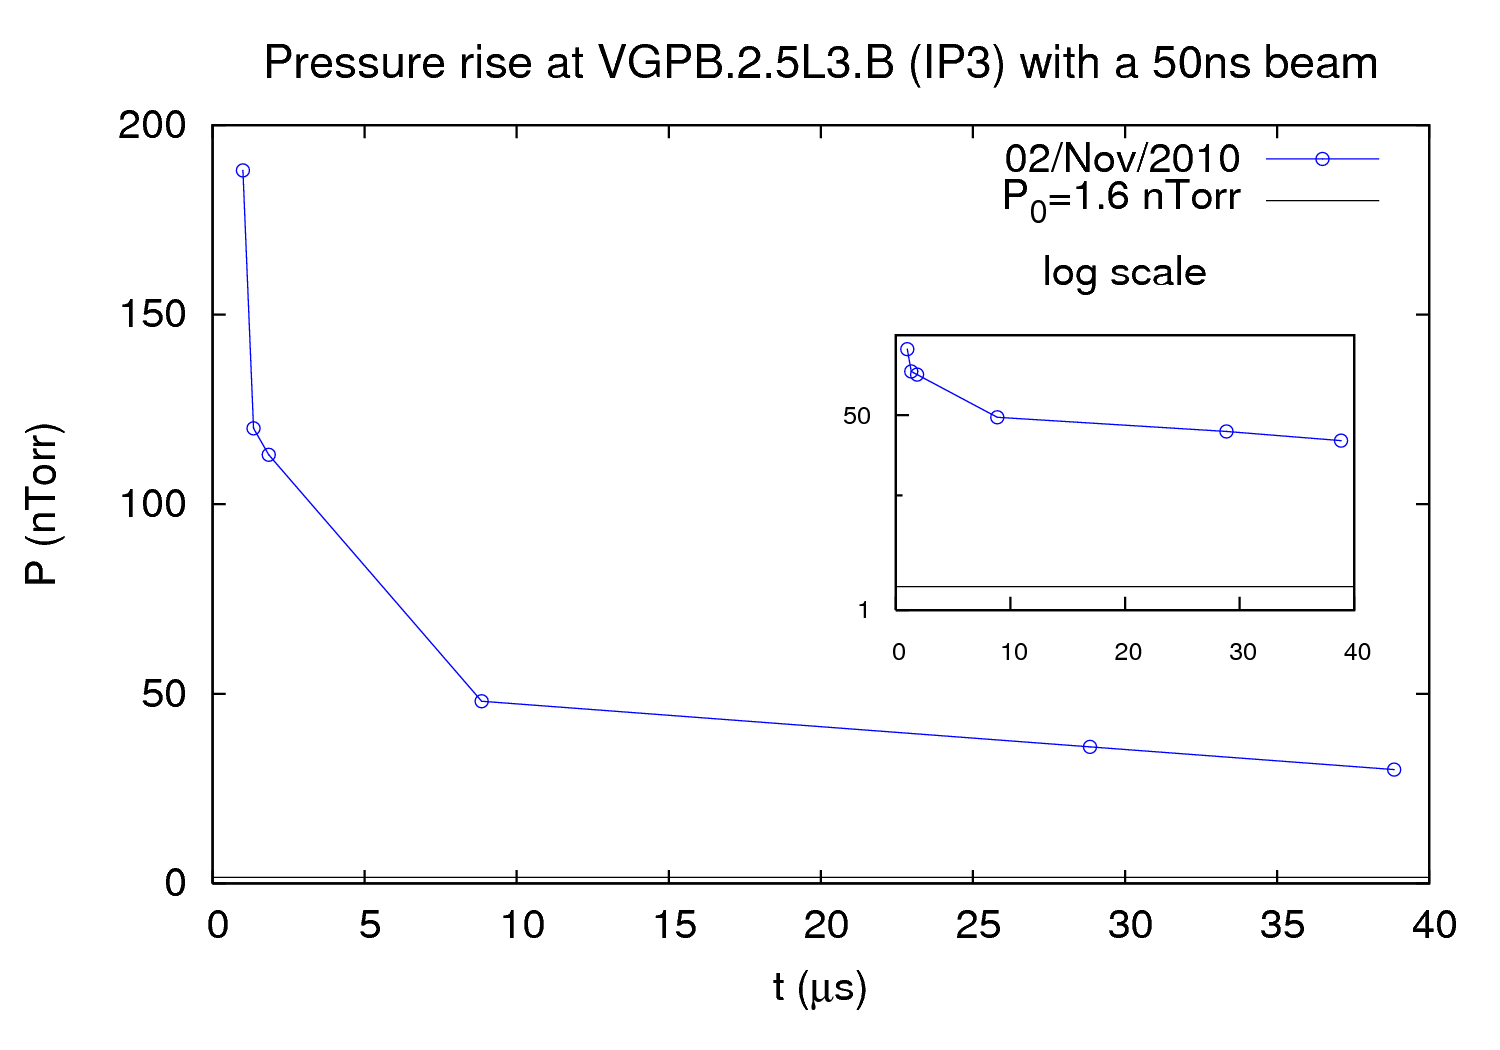 Pressure rise at VGPB.2.5L3.B (IP3) with a 50ns beam
200
150
100
50
0
P (nTorr)
02/Nov/2010
P₀=1.6 nTorr
log scale
50
1
0 10 20 30 40
0 5 10 15 20 25 30 35 40
t (μs)